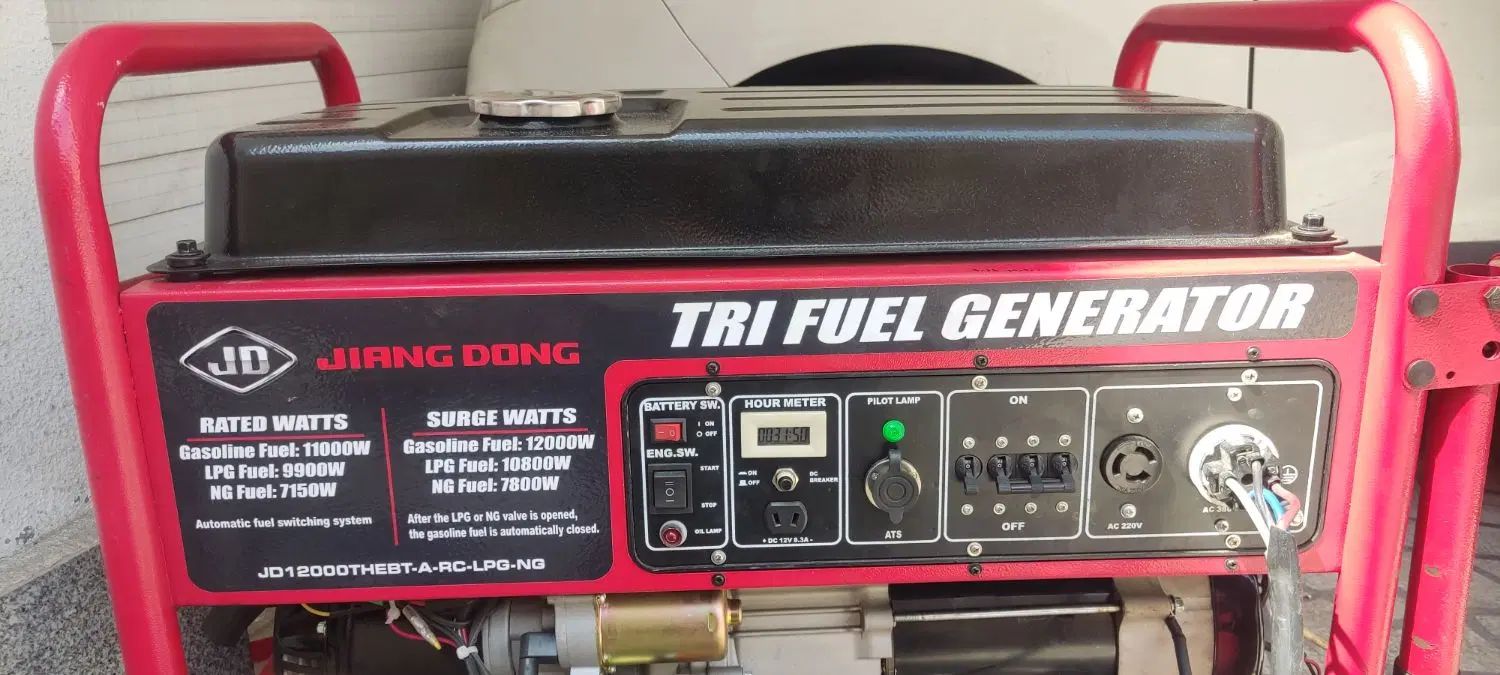 TRI FUEL GENERATOR
JD
JIANG DONG
RATED WATTS
Gasoline Fuel: 11000W
LPG Fuel: 9900W
NG Fuel: 7150W
Automatic fuel switching system
SURGE WATTS
Gasoline Fuel: 12000W
LPG Fuel: 10800W
NG Fuel: 7800W
After the LPG or NG valve is opened,
the gasoline fuel is automatically closed.
JD12000THEBT-A-RC-LPG-NG
BATTERY SW.
I ON
O OFF
ENG.SW.
START
STOP
OIL LAMP
HOUR METER
ON
OFF
DC
BREAKER
+ DC 12V 8.3A -
PILOT LAMP
ATS
ON
OFF
AC 220V
AC